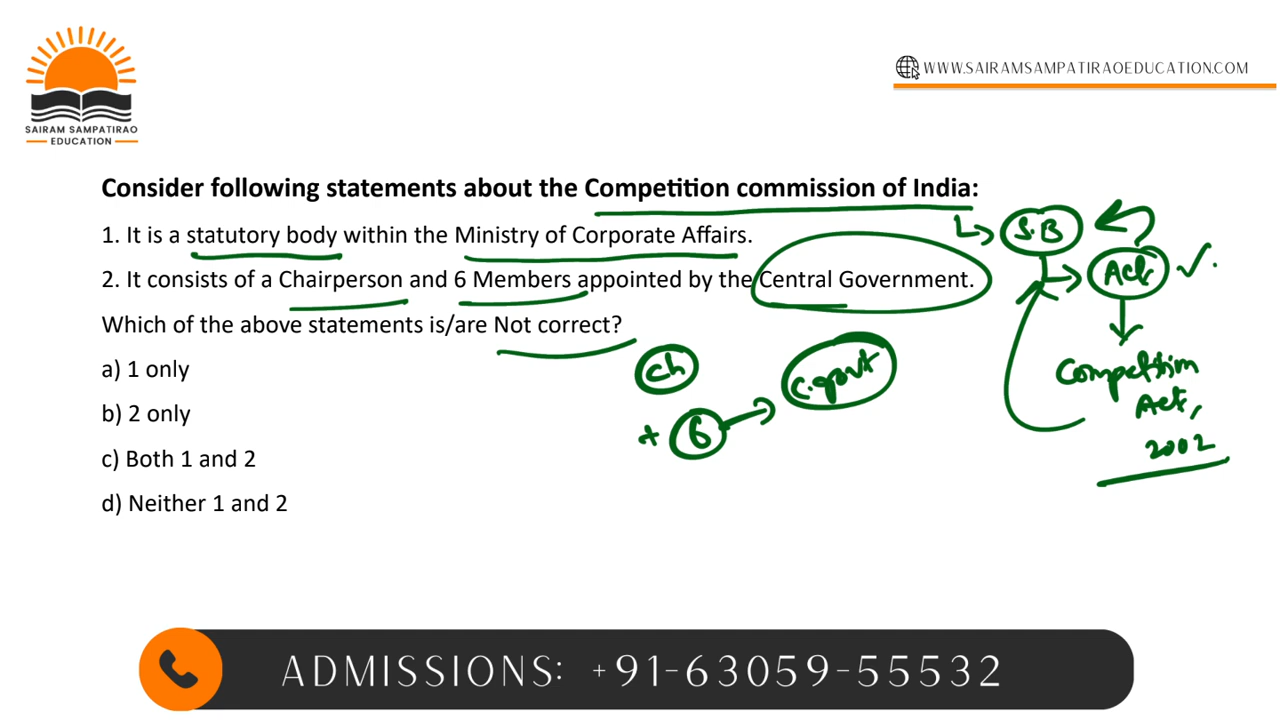 SAIRAM SAMPATIRAO
EDUCATION
WWW.SAIRAMSAMPATIRAOEDUCATION.COM
Consider following statements about the Competition commission of India:
1. It is a statutory body within the Ministry of Corporate Affairs.
2. It consists of a Chairperson and 6 Members appointed by the Central Government.
Which of the above statements is/are Not correct?
a) 1 only
b) 2 only
c) Both 1 and 2
d) Neither 1 and 2
S.B
Act
Competition
Act,
2002
ch
+ 6
C.govt
ADMISSIONS: +91-63059-55532